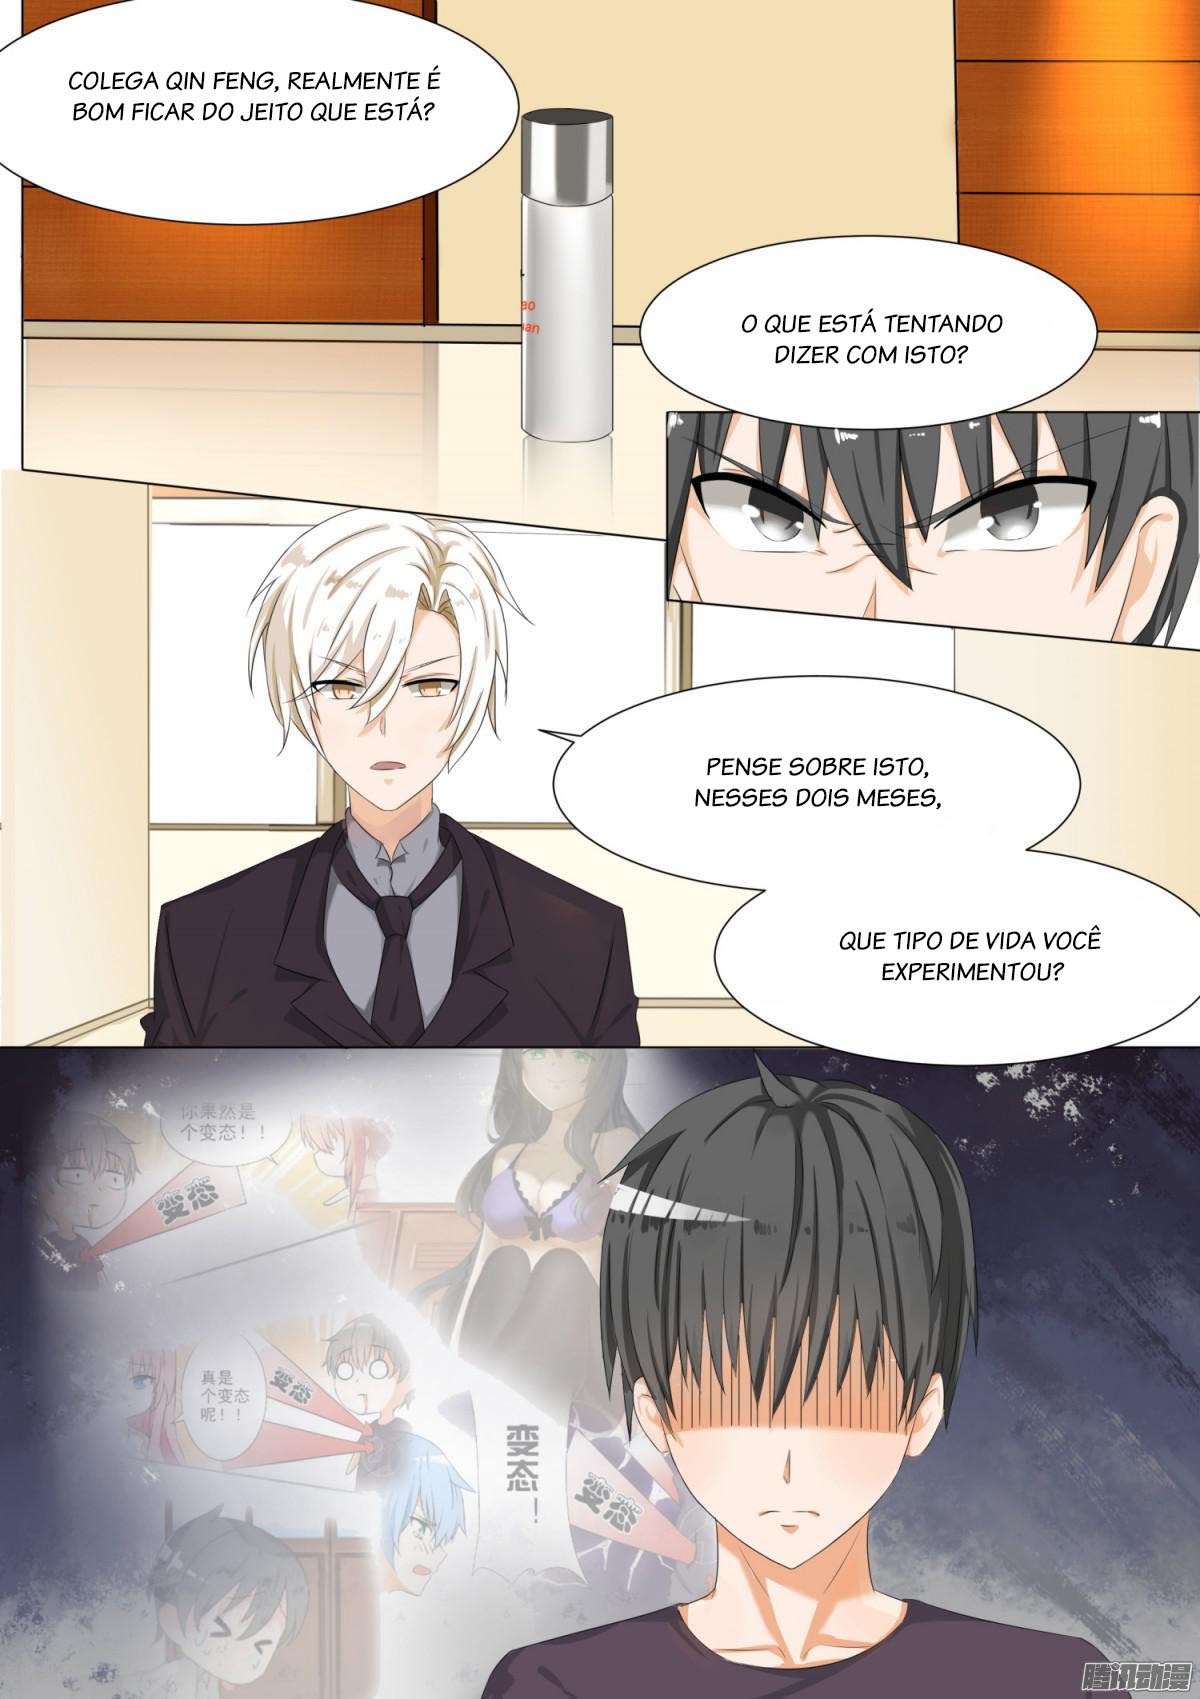 COLEGA QIN FENG, REALMENTE É
BOM FICAR DO JEITO QUE ESTÁ?
ao
uan
O QUE ESTÁ TENTANDO
DIZER COM ISTO?
PENSE SOBRE ISTO,
NESSES DOIS MESES,
QUE TIPO DE VIDA VOCÊ
EXPERIMENTOU?
你果然是
个变态！！
变态
真是
个变态
呢！！
变态
变态！
变态
腾讯动漫